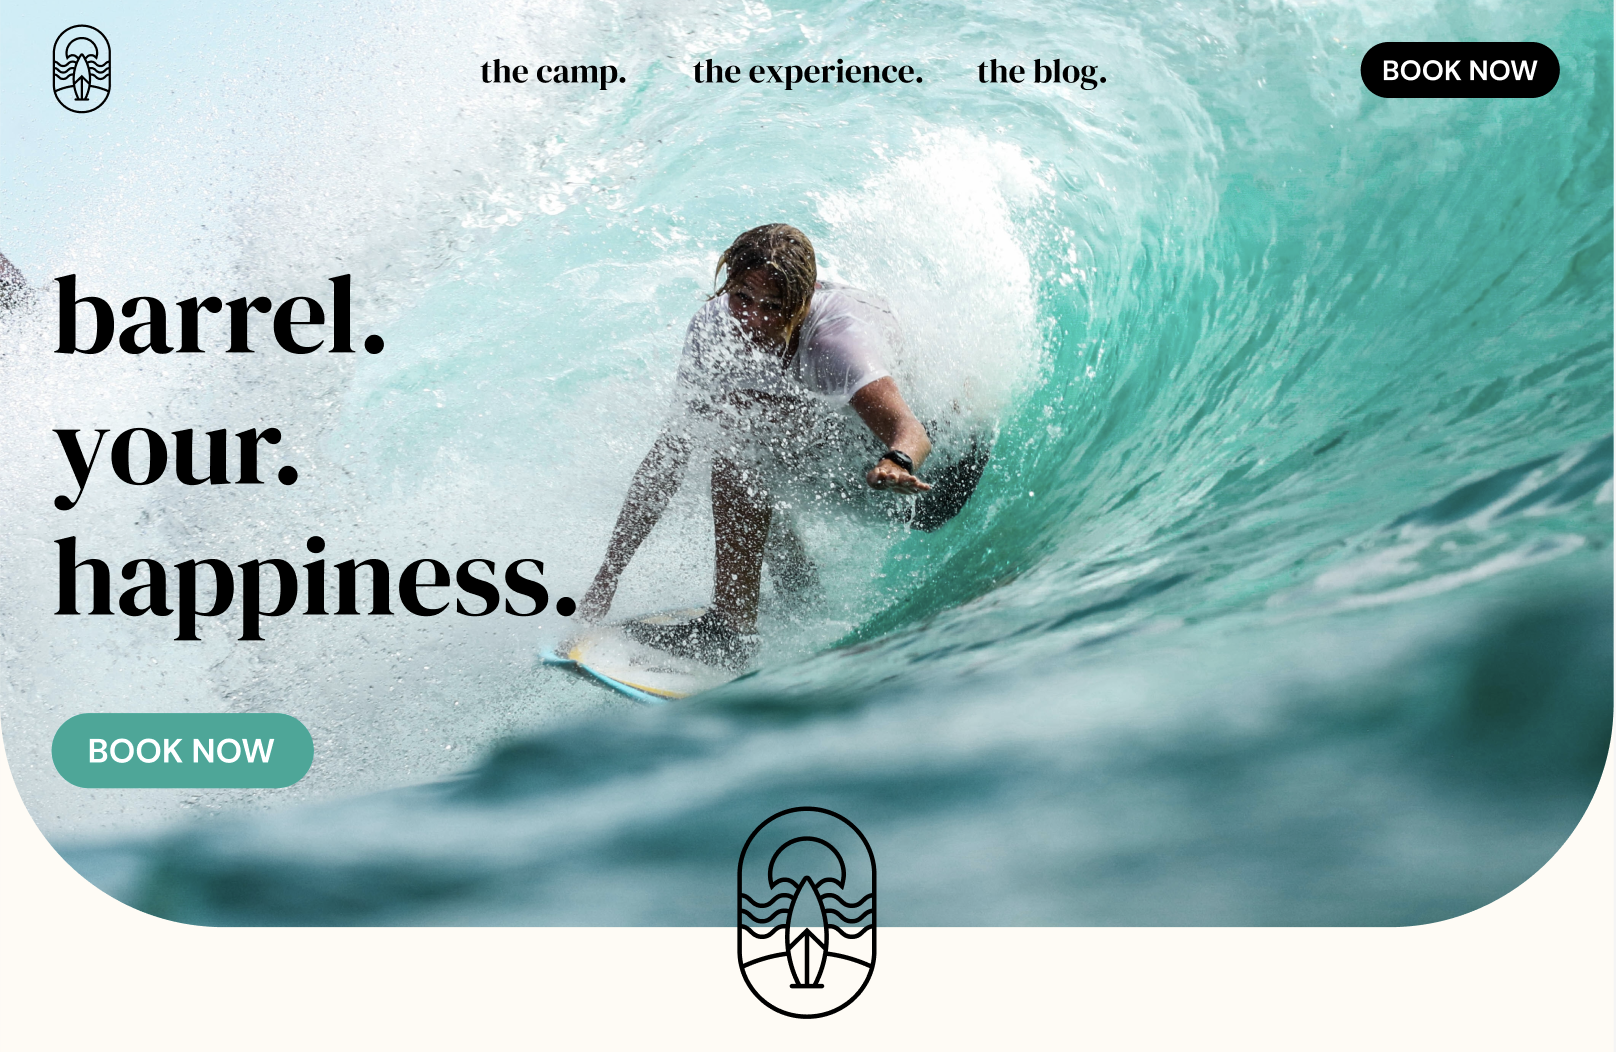 the camp.
the experience.
the blog.
BOOK NOW
barrel.
your.
happiness.
BOOK NOW